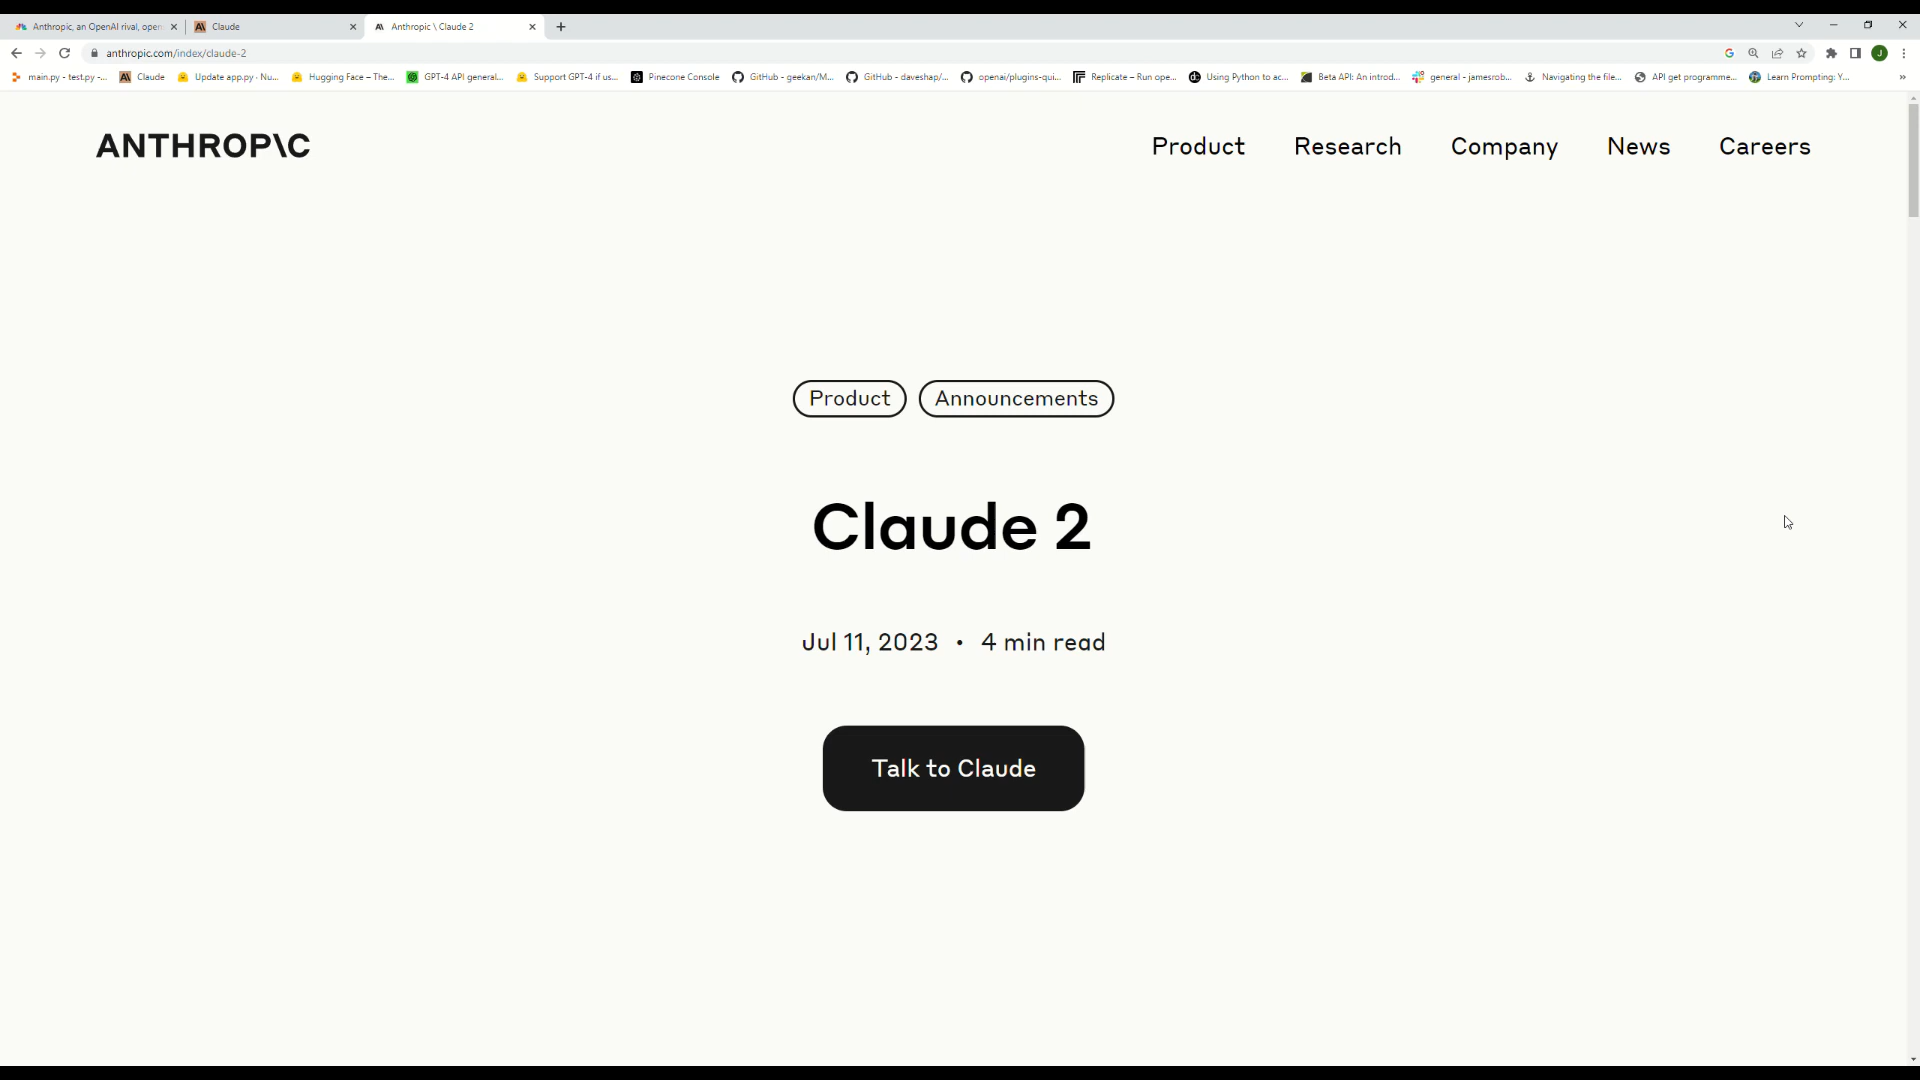 Anthropic, an OpenAI rival, open
Claude
Anthropic \ Claude 2
anthropic.com/index/claude-2
main.py - test.py -...
Claude
Update app.py · Nu...
Hugging Face – The...
GPT-4 API general...
Support GPT-4 if us...
Pinecone Console
GitHub - geekan/M...
GitHub - daveshap/...
openai/plugins-qui...
Replicate – Run ope...
Using Python to ac...
Beta API: An introd...
general - jamesrob...
Navigating the file...
API get programme...
Learn Prompting: Y...
ANTHROP\C
Product
Research
Company
News
Careers
Product
Announcements
Claude 2
Jul 11, 2023 • 4 min read
Talk to Claude